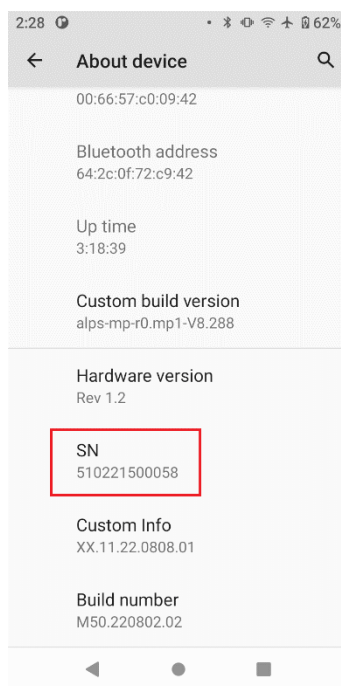 2:28 62%
About device
00:66:57:c0:09:42
Bluetooth address
64:2c:0f:72:c9:42
Up time
3:18:39
Custom build version
alps-mp-r0.mp1-V8.288
Hardware version
Rev 1.2
SN
510221500058
Custom Info
XX.11.22.0808.01
Build number
M50.220802.02